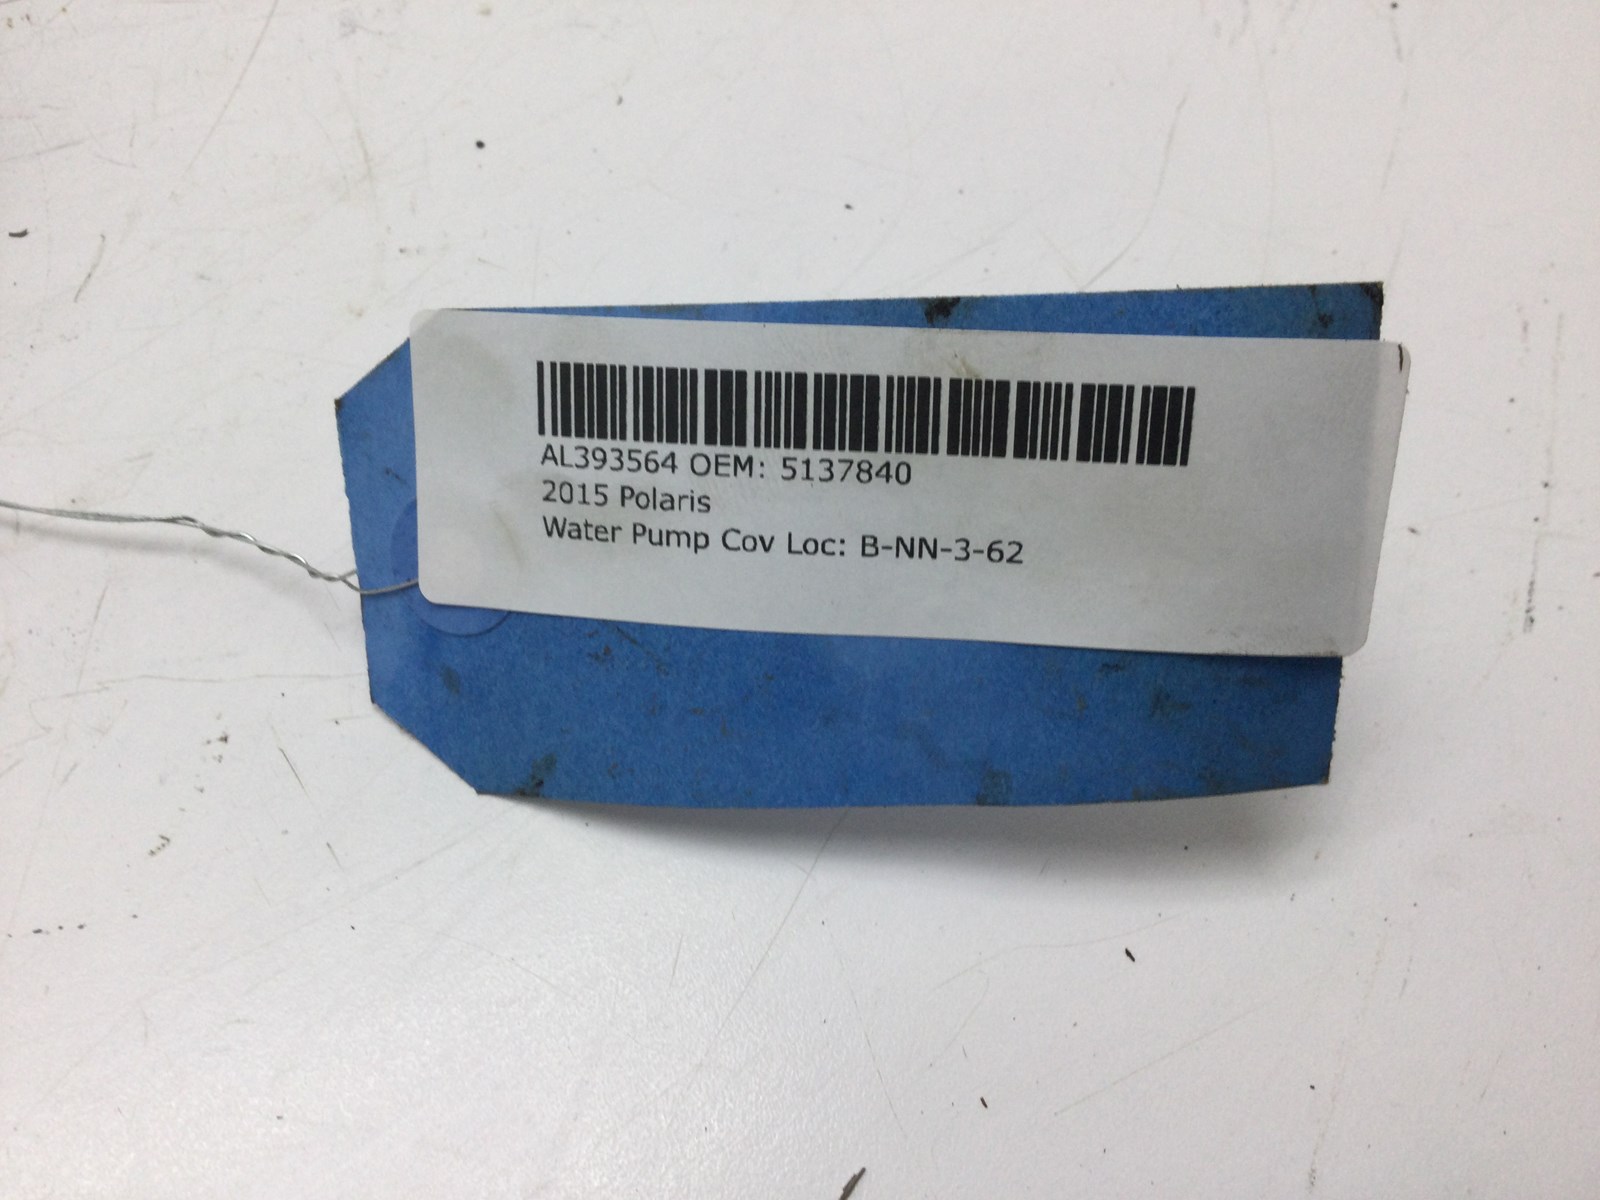 AL393564 OEM: 5137840
2015 Polaris
Water Pump Cov Loc: B-NN-3-62